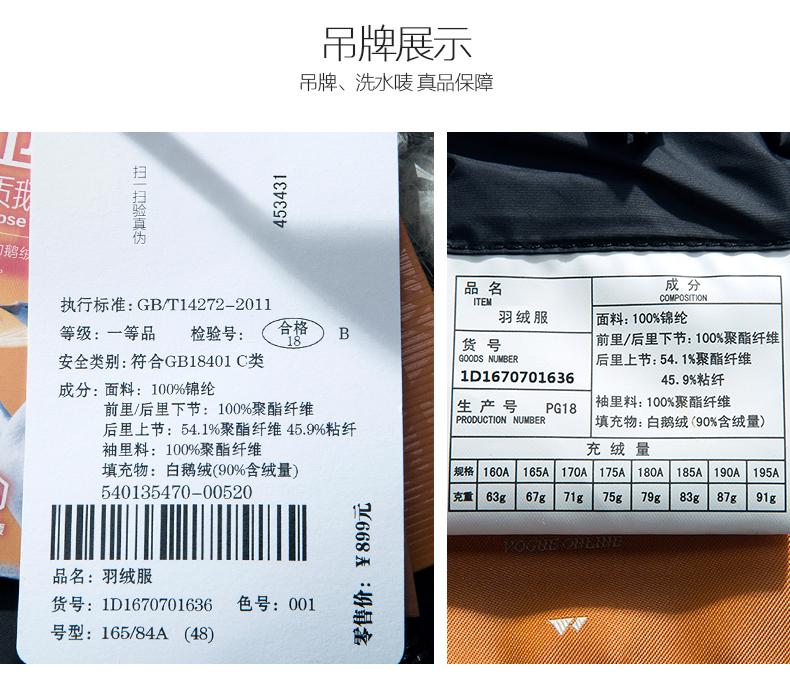 吊牌展示
吊牌、洗水唛 真品保障
扫一扫验真伪
453431
执行标准: GB/T14272-2011
等级: 一等品 检验号: 合格 18 B
安全类别: 符合GB18401 C类
成分: 面料: 100%锦纶
前里/后里下节: 100%聚酯纤维
后里上节: 54.1%聚酯纤维 45.9%粘纤
袖里料: 100%聚酯纤维
填充物: 白鹅绒(90%含绒量)
540135470-00520
品名: 羽绒服
货号: 1D1670701636 色号: 001
号型: 165/84A (48)
零售价: ¥899元
品名 ITEM
羽绒服
货号 GOODS NUMBER
1D1670701636
生产号 PRODUCTION NUMBER PG18
成分 COMPOSITION
面料: 100%锦纶
前里/后里下节: 100%聚酯纤维
后里上节: 54.1%聚酯纤维
45.9%粘纤
袖里料: 100%聚酯纤维
填充物: 白鹅绒(90%含绒量)
充绒量
规格 160A 165A 170A 175A 180A 185A 190A 195A
克重 63g 67g 71g 75g 79g 83g 87g 91g
VOGUE ONLINE